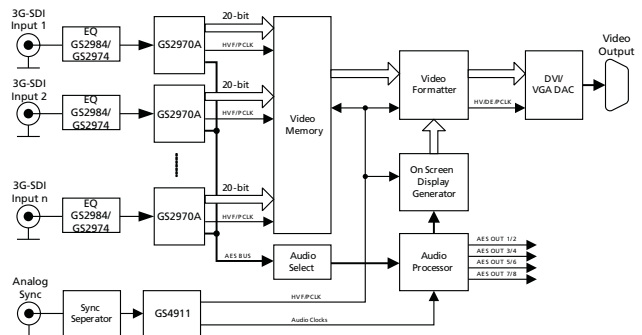 3G-SDI
Input 1
EQ
GS2984/
GS2974
GS2970A
20-bit
HVF/PCLK
3G-SDI
Input 2
EQ
GS2984/
GS2974
GS2970A
20-bit
HVF/PCLK
3G-SDI
Input n
EQ
GS2984/
GS2974
GS2970A
20-bit
HVF/PCLK
AES BUS
Video
Memory
Audio
Select
Video
Formatter
On Screen
Display
Generator
Audio
Processor
HV/DE/PCLK
DVI/
VGA DAC
Video
Output
AES OUT 1/2
AES OUT 3/4
AES OUT 5/6
AES OUT 7/8
Analog
Sync
Sync
Seperator
GS4911
HVF/PCLK
Audio Clocks